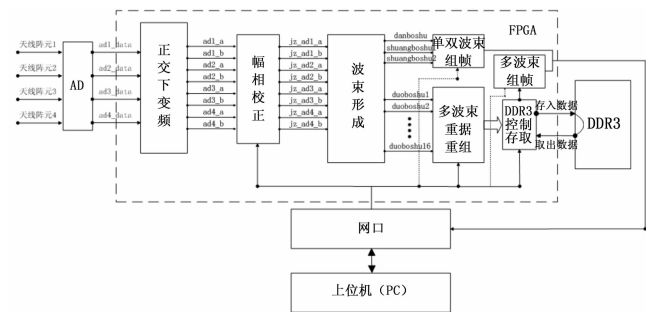 FPGA
天线阵元1
天线阵元2
天线阵元3
天线阵元4
AD
ad1_data
ad2_data
ad3_data
ad4_data
正交下变频
ad1_a
ad1_b
ad2_a
ad2_b
ad3_a
ad3_b
ad4_a
ad4_b
幅相校正
jz_ad1_a
jz_ad1_b
jz_ad2_a
jz_ad2_b
jz_ad3_a
jz_ad3_b
jz_ad4_a
jz_ad4_b
波束形成
danboshu
shuangboshu1
shuangboshu2
duoboshu1
duoboshu2
duoboshu16
单双波束
组帧
多波束
组帧
多波束
重据
重组
DDR3
控制
存取
存入数据
取出数据
DDR3
网口
上位机（PC）